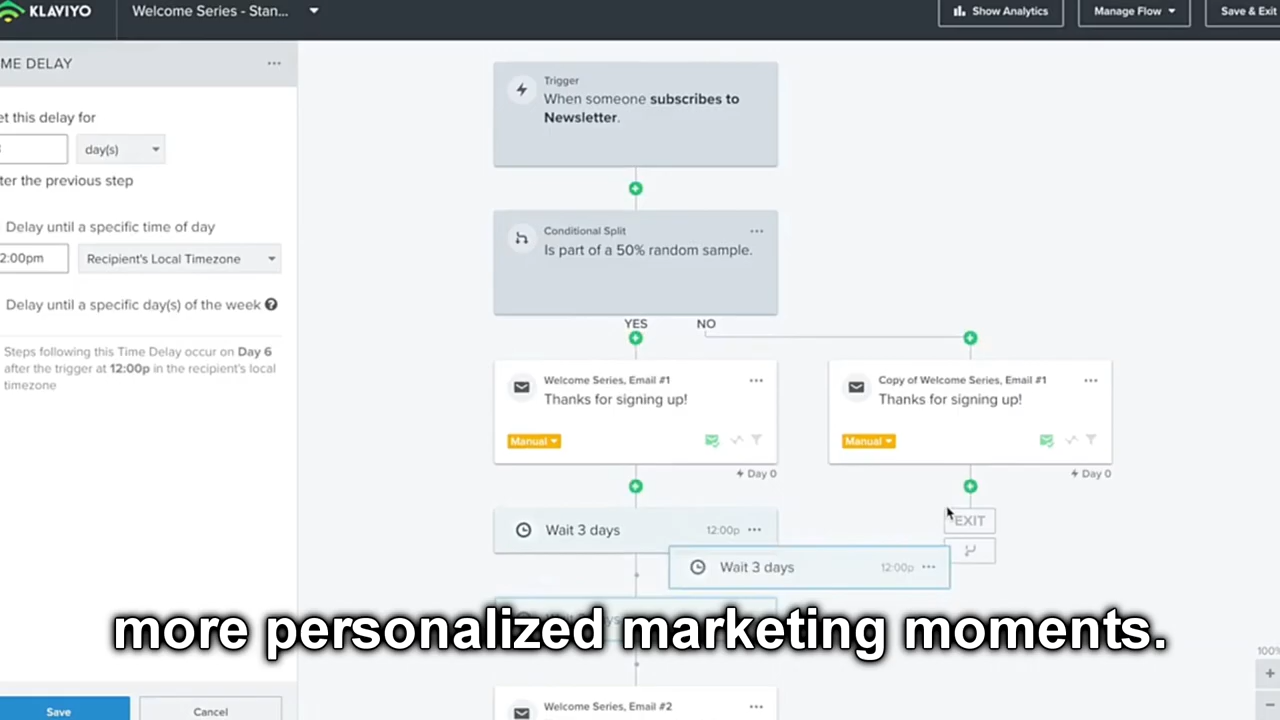 KLAVIYO
Welcome Series - Stan...
Show Analytics
Manage Flow
Save & Exit
ME DELAY
et this delay for
day(s)
ter the previous step
Delay until a specific time of day
2:00pm
Recipient's Local Timezone
Delay until a specific day(s) of the week ?
Steps following this Time Delay occur on Day 6
after the trigger at 12:00p in the recipient's local
timezone
Save
Cancel
Trigger
When someone subscribes to
Newsletter.
Conditional Split
Is part of a 50% random sample.
YES
NO
Welcome Series, Email #1
Thanks for signing up!
Manual
Day 0
Copy of Welcome Series, Email #1
Thanks for signing up!
Manual
Day 0
EXIT
Wait 3 days
12:00p
Wait 3 days
12:00p
more personalized marketing moments.
Welcome Series, Email #2
100%